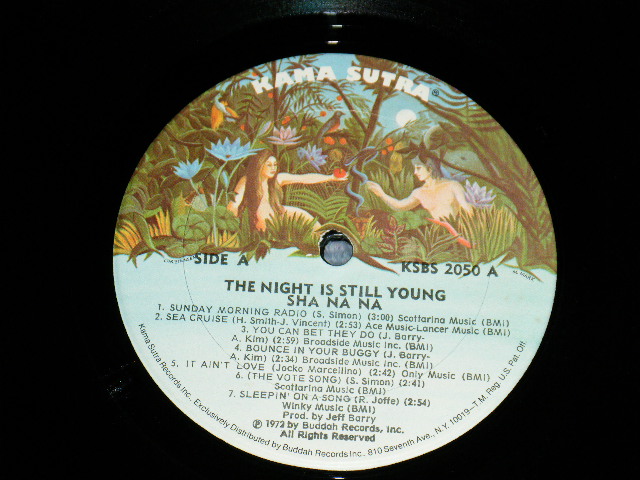 KAMA SUTRA®
SIDE A
KSBS 2050 A
THE NIGHT IS STILL YOUNG
SHA NA NA
1. SUNDAY MORNING RADIO (S. Simon) (3:00) Scottarina Music (BMI)
2. SEA CRUISE (H. Smith-J. Vincent) (2:53) Ace Music-Lancer Music (BMI)
3. YOU CAN BET THEY DO (J. Barry-
A. Kim) (2:59) Broadside Music Inc. (BMI)
4. BOUNCE IN YOUR BUGGY (J. Barry-
A. Kim) (2:34) Broadside Music Inc. (BMI)
5. IT AIN'T LOVE (Jocko Marcellino) (2:42) Only Music (BMI)
6. (THE VOTE SONG) (S. Simon) (2:41)
Scottarina Music (BMI)
7. SLEEPIN' ON A SONG (R. Joffe) (2:54)
Winky Music (BMI)
Prod. by Jeff Barry
℗ 1972 by Buddah Records, Inc.
All Rights Reserved
Kama Sutra Records Inc., Exclusively Distributed by Buddah Records Inc., 810 Seventh Ave., N.Y. 10019-T.M. Reg. U.S. Pat. Off.